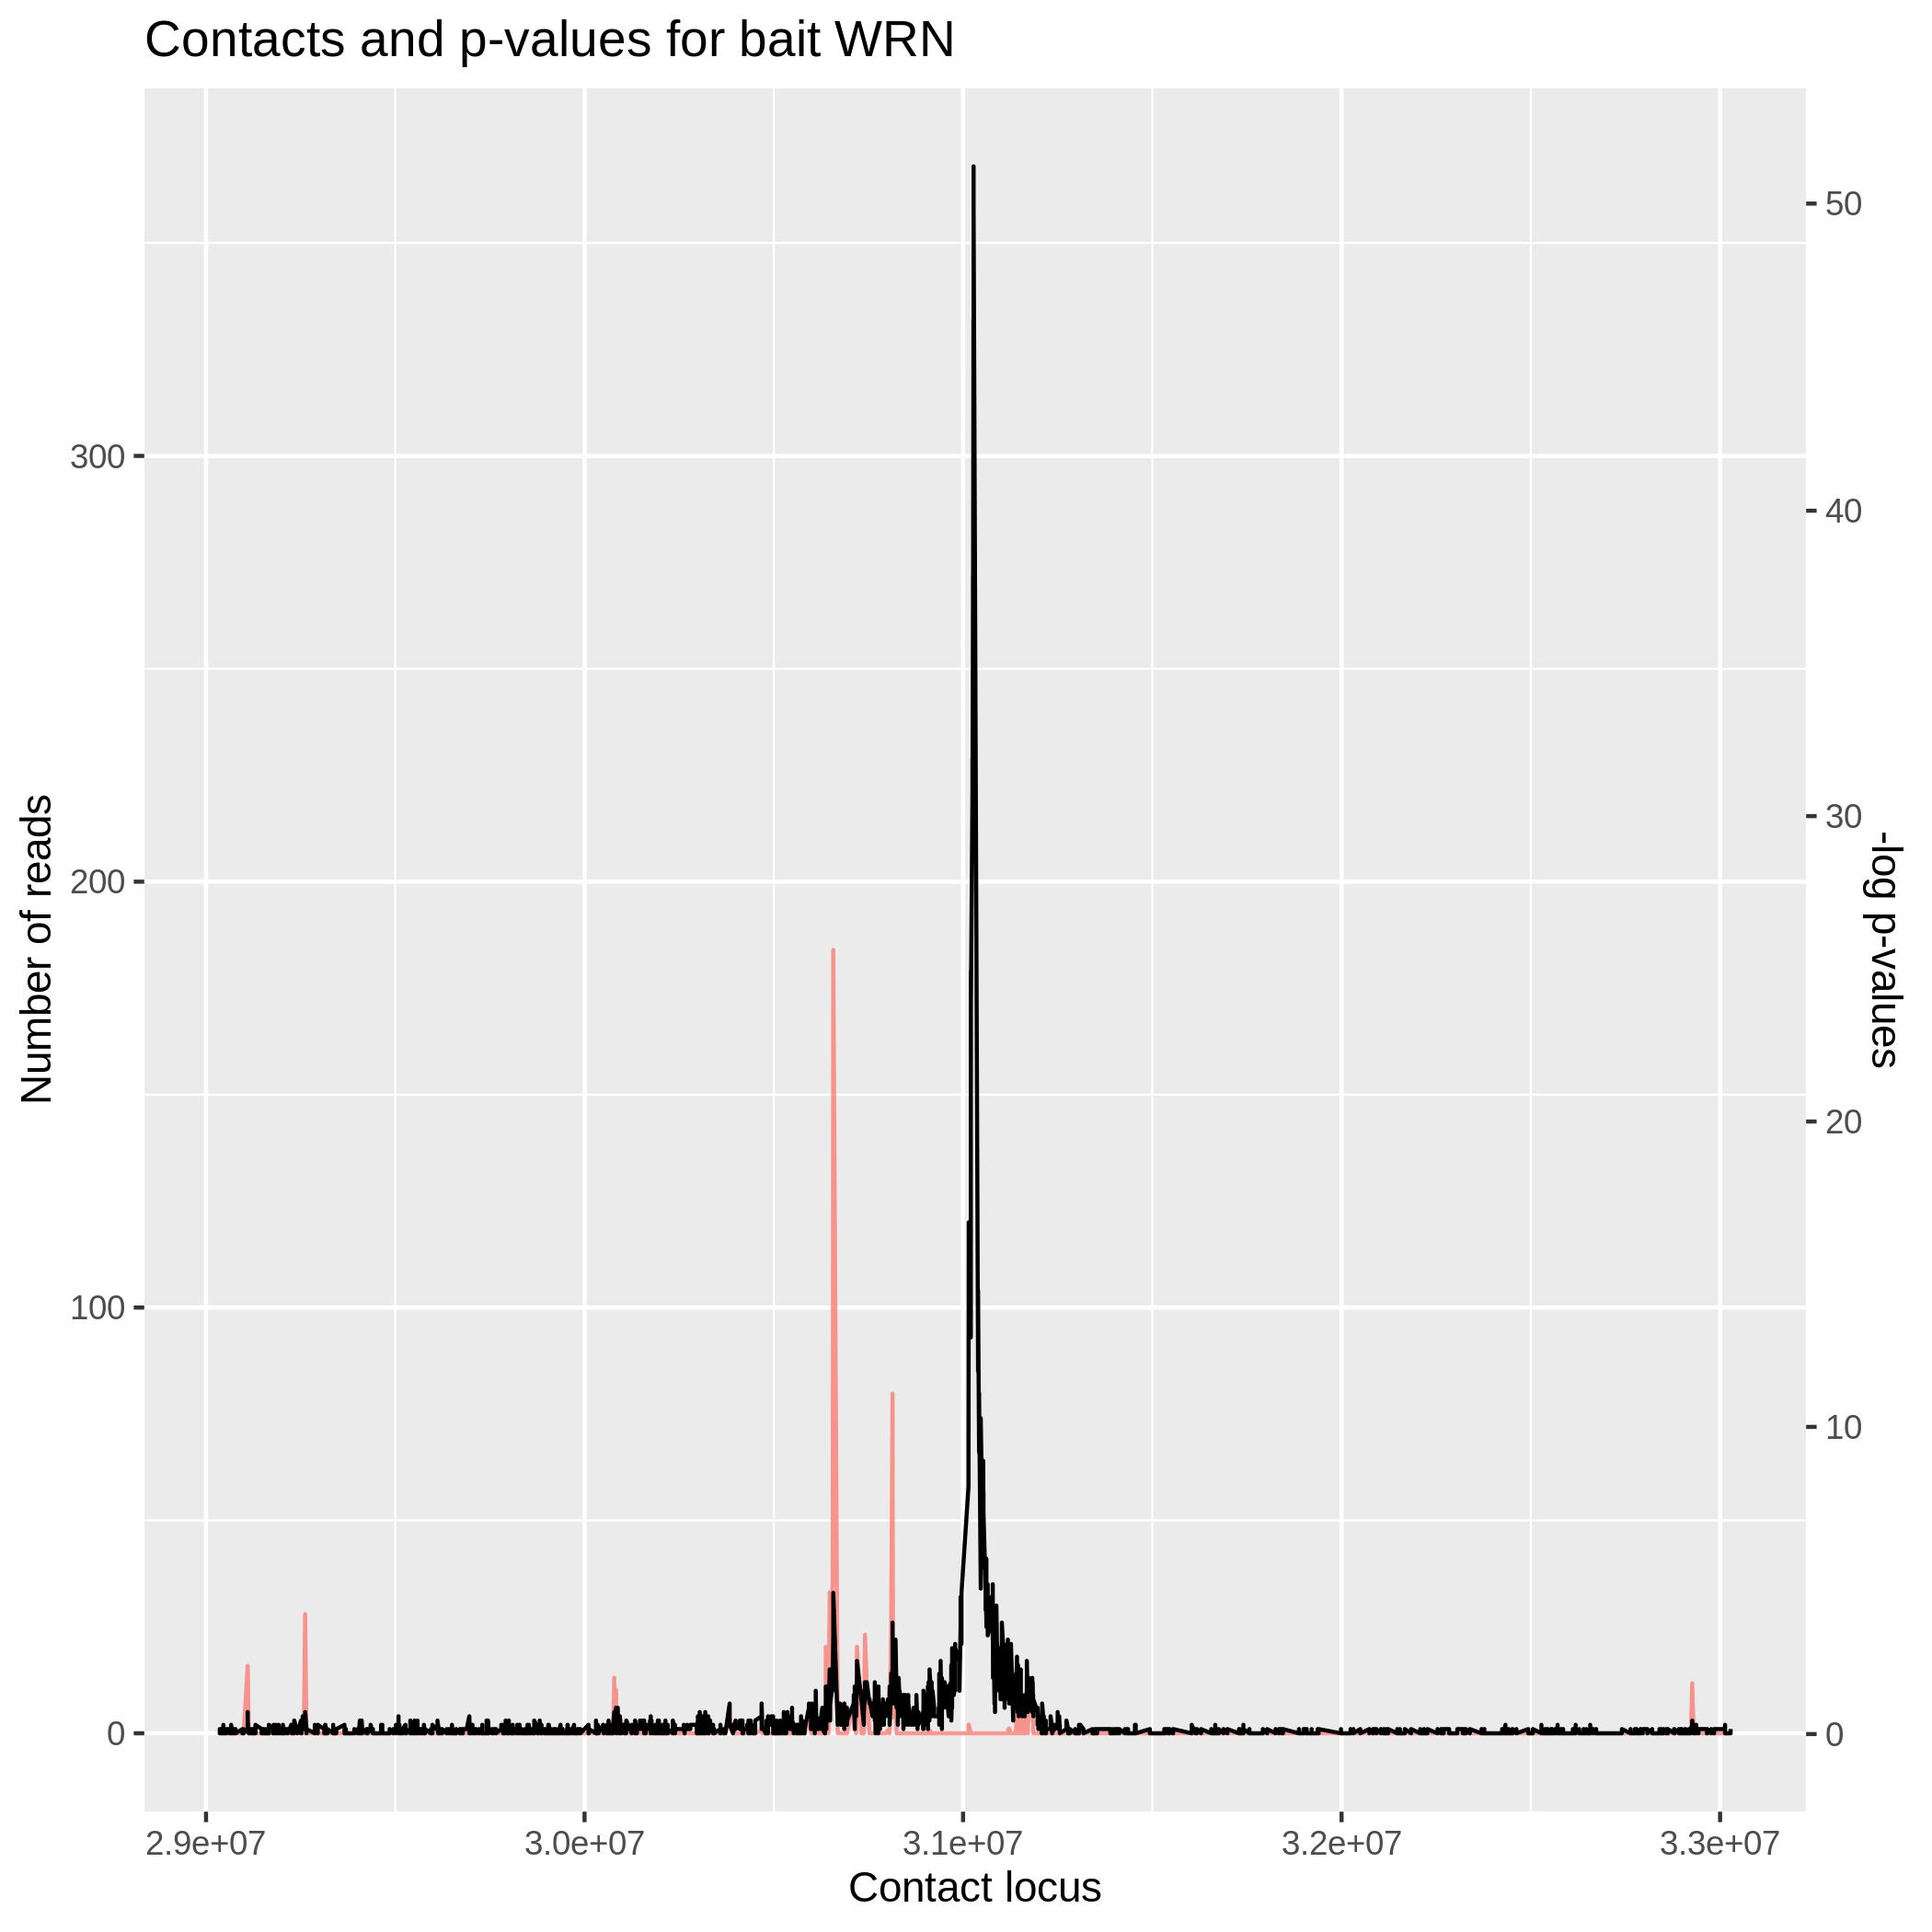 Contacts and p-values for bait WRN
Number of reads
300
200
100
0
50
40
30
20
10
0
-log p-values
2.9e+07 3.0e+07 3.1e+07 3.2e+07 3.3e+07
Contact locus